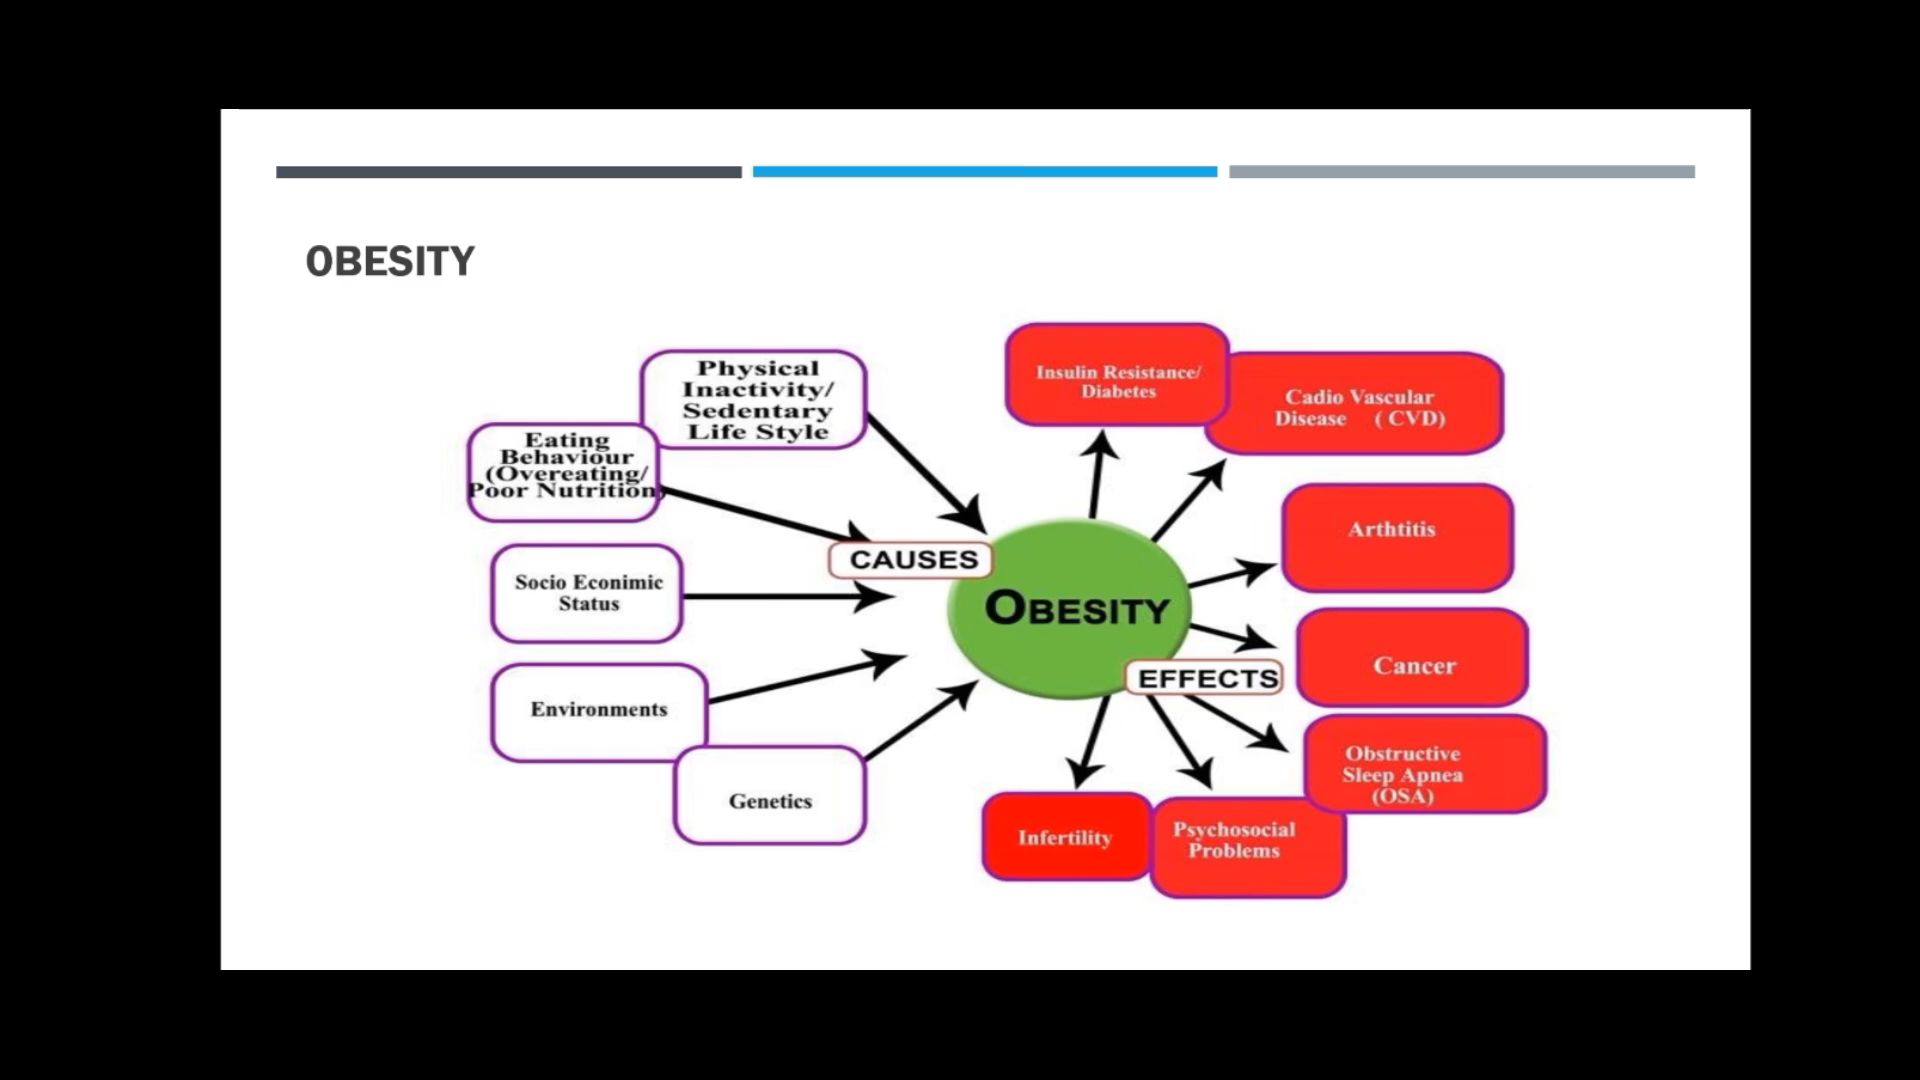 OBESITY
Physical
Inactivity/
Sedentary
Life Style
Eating
Behaviour
(Overeating/
Poor Nutrition)
Socio Econimic
Status
Environments
Genetics
CAUSES
OBESITY
EFFECTS
Insulin Resistance/
Diabetes
Cadio Vascular
Disease ( CVD)
Arthtitis
Cancer
Obstructive
Sleep Apnea
(OSA)
Psychosocial
Problems
Infertility